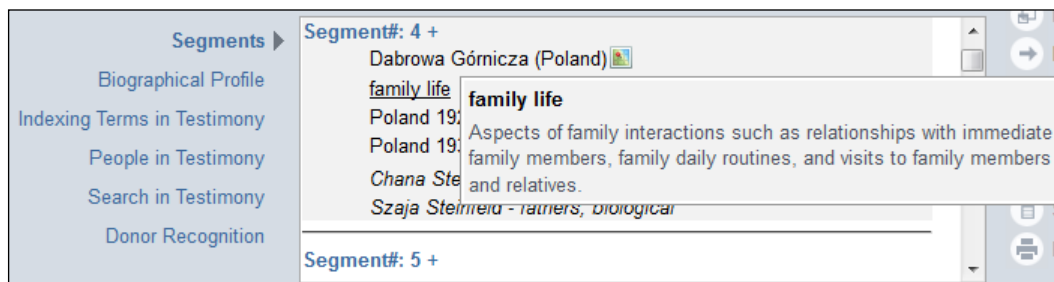 Segments
Biographical Profile
Indexing Terms in Testimony
People in Testimony
Search in Testimony
Donor Recognition
Segment#: 4 +
Dabrowa Górnicza (Poland)
family life
Poland 19
Poland 19
Chana Ste
Szaja Steinfeld - fathers, biological
family life
Aspects of family interactions such as relationships with immediate
family members, family daily routines, and visits to family members
and relatives.
Segment#: 5 +